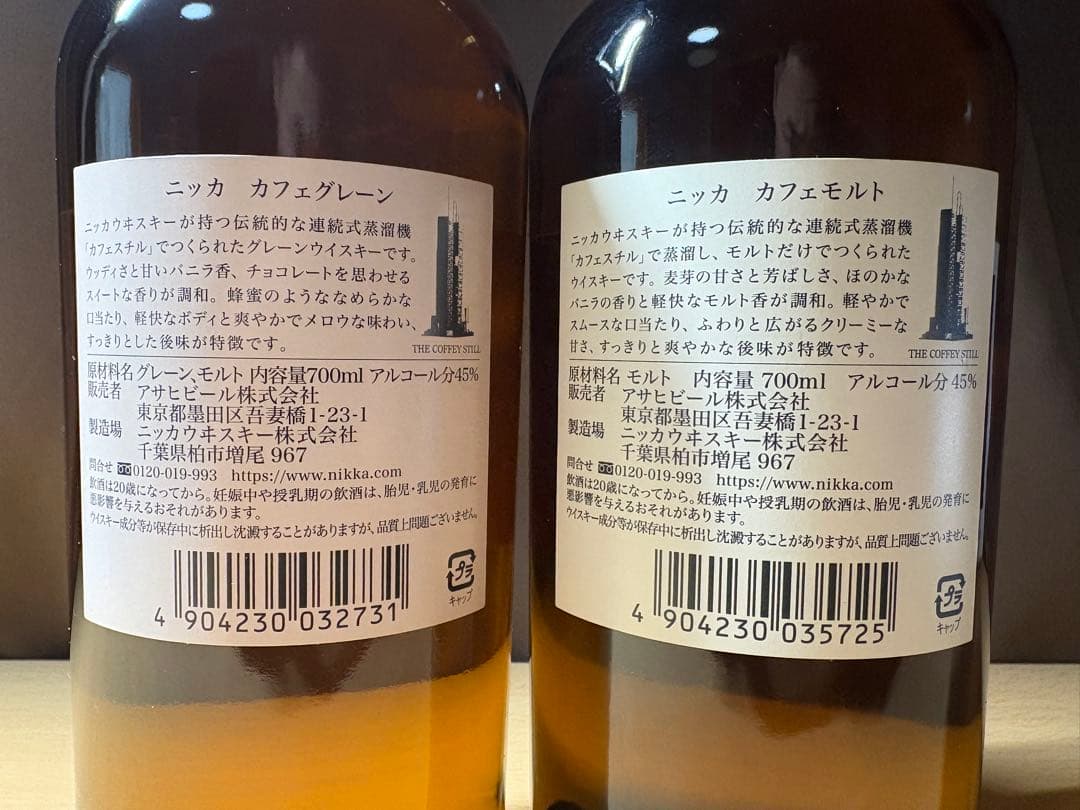 ニッカ　カフェグレーン
ニッカウヰスキーが持つ伝統的な連続式蒸溜機
「カフェスチル」でつくられたグレーンウイスキーです。
ウッディさと甘いバニラ香、チョコレートを思わせる
スイートな香りが調和。蜂蜜のようななめらかな
口当たり、軽快なボディと爽やかでメロウな味わい、
すっきりとした後味が特徴です。
THE COFFEY STILL
原材料名 グレーン、モルト 内容量700ml アルコール分45%
販売者 アサヒビール株式会社
東京都墨田区吾妻橋1-23-1
製造場 ニッカウヰスキー株式会社
千葉県柏市増尾 967
問合せ 0120-019-993 https://www.nikka.com
飲酒は20歳になってから。妊娠中や授乳期の飲酒は、胎児・乳児の発育に
悪影響を与えるおそれがあります。
ウイスキー成分等が保存中に析出し沈澱することがありますが、品質上問題ございません。
プラ
キャップ
4 904230 032731
ニッカ　カフェモルト
ニッカウヰスキーが持つ伝統的な連続式蒸溜機
「カフェスチル」で蒸溜し、モルトだけでつくられた
ウイスキーです。麦芽の甘さと芳ばしさ、ほのかな
バニラの香りと軽快なモルト香が調和。軽やかで
スムースな口当たり、ふわりと広がるクリーミーな
甘さ、すっきりと爽やかな後味が特徴です。
THE COFFEY STILL
原材料名 モルト 内容量 700ml アルコール分 45%
販売者 アサヒビール株式会社
東京都墨田区吾妻橋1-23-1
製造場 ニッカウヰスキー株式会社
千葉県柏市増尾 967
問合せ 0120-019-993 https://www.nikka.com
飲酒は20歳になってから。妊娠中や授乳期の飲酒は、胎児・乳児の発育に
悪影響を与えるおそれがあります。
ウイスキー成分等が保存中に析出し沈澱することがありますが、品質上問題ございません。
プラ
キャップ
4 904230 035725